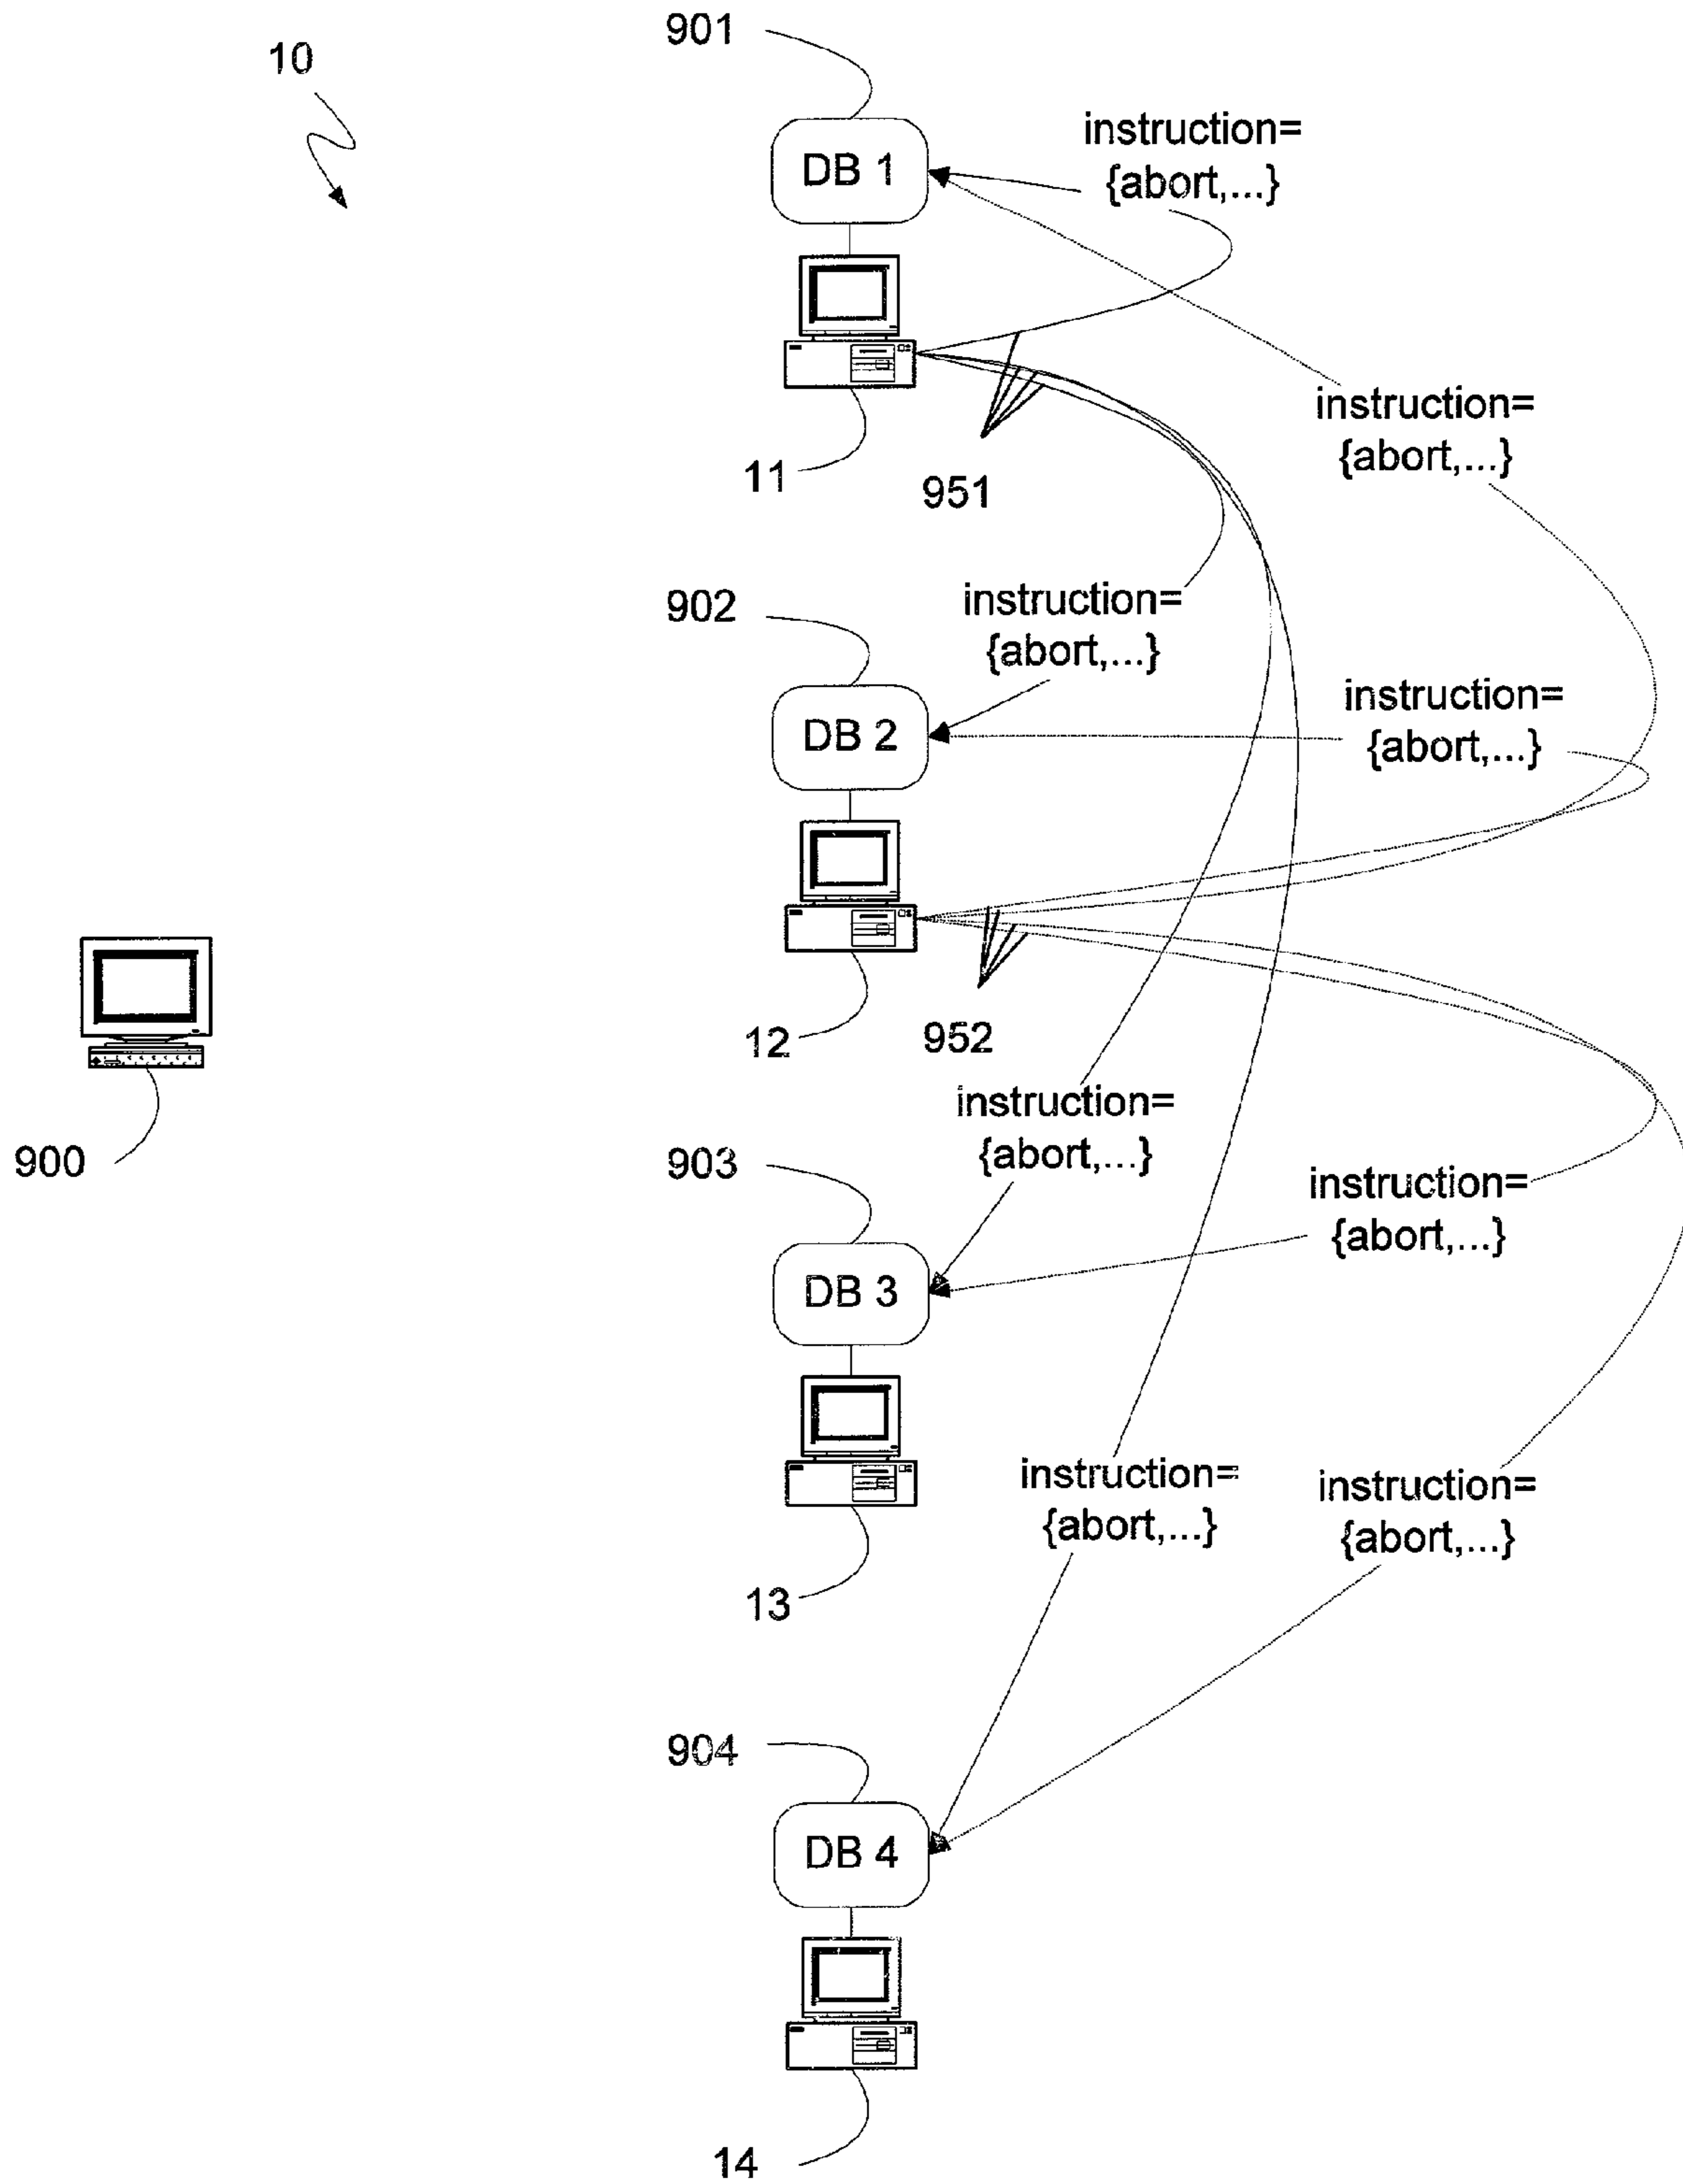 901
10
instruction=
{abort,...}
DB 1
instruction=
{abort,...}
11
951
902
instruction=
{abort,...}
instruction=
{abort,...}
DB 2
12
952
instruction=
{abort,...}
900
903
instruction=
{abort,...}
DB 3
instruction=
{abort,...}
instruction=
{abort,...}
13
904
DB 4
14